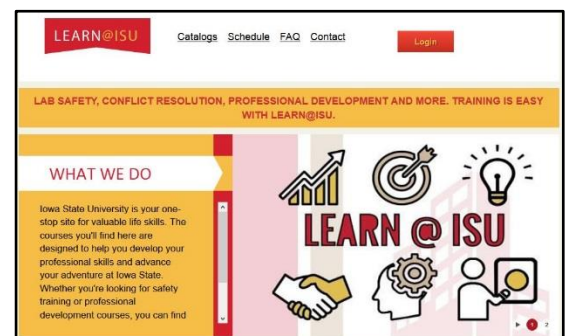 LEARN@ISU
Catalogs Schedule FAQ Contact
Login
LAB SAFETY, CONFLICT RESOLUTION, PROFESSIONAL DEVELOPMENT AND MORE. TRAINING IS EASY
WITH LEARN@ISU.
WHAT WE DO
Iowa State University is your one-
stop site for valuable life skills. The
courses you'll find here are
designed to help you develop your
professional skills and advance
your adventure at Iowa State.
Whether you're looking for safety
training or professional
development courses, you can find
LEARN @ ISU
1 2